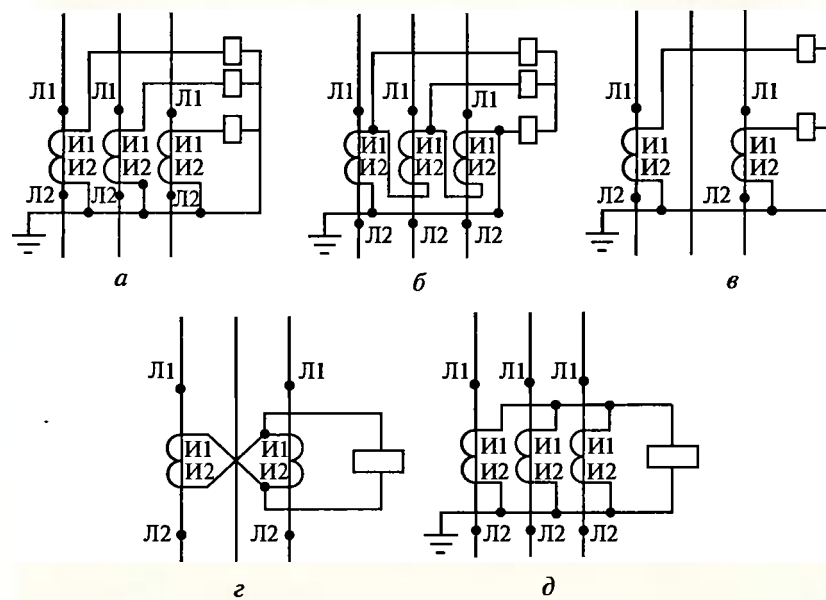 Л1 Л1 Л1
И1 И1 И1
И2 И2 И2
Л2 Л2 Л2
а
Л1 Л1 Л1
И1 И1 И1
И2 И2 И2
Л2 Л2 Л2
б
Л1 Л1
И1 И1
И2 И2
Л2 Л2
в
Л1 Л1
И1 И1
И2 И2
Л2 Л2
г
Л1 Л1 Л1
И1 И1 И1
И2 И2 И2
Л2 Л2 Л2
д